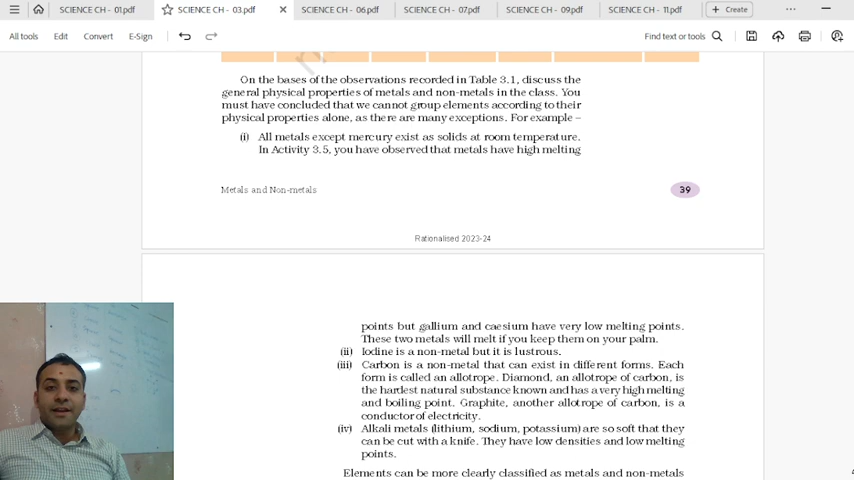 SCIENCE CH - 01.pdf
SCIENCE CH - 03.pdf
SCIENCE CH - 06.pdf
SCIENCE CH - 07.pdf
SCIENCE CH - 09.pdf
SCIENCE CH - 11.pdf
+ Create
All tools Edit Convert E-Sign
Find text or tools
On the bases of the observations recorded in Table 3.1, discuss the
general physical properties of metals and non-metals in the class. You
must have concluded that we cannot group elements according to their
physical properties alone, as there are many exceptions. For example –
(i) All metals except mercury exist as solids at room temperature.
In Activity 3.5, you have observed that metals have high melting
Metals and Non-metals
39
Rationalised 2023-24
points but gallium and caesium have very low melting points.
These two metals will melt if you keep them on your palm.
(ii) Iodine is a non-metal but it is lustrous.
(iii) Carbon is a non-metal that can exist in different forms. Each
form is called an allotrope. Diamond, an allotrope of carbon, is
the hardest natural substance known and has a very high melting
and boiling point. Graphite, another allotrope of carbon, is a
conductor of electricity.
(iv) Alkali metals (lithium, sodium, potassium) are so soft that they
can be cut with a knife. They have low densities and low melting
points.
Elements can be more clearly classified as metals and non-metals